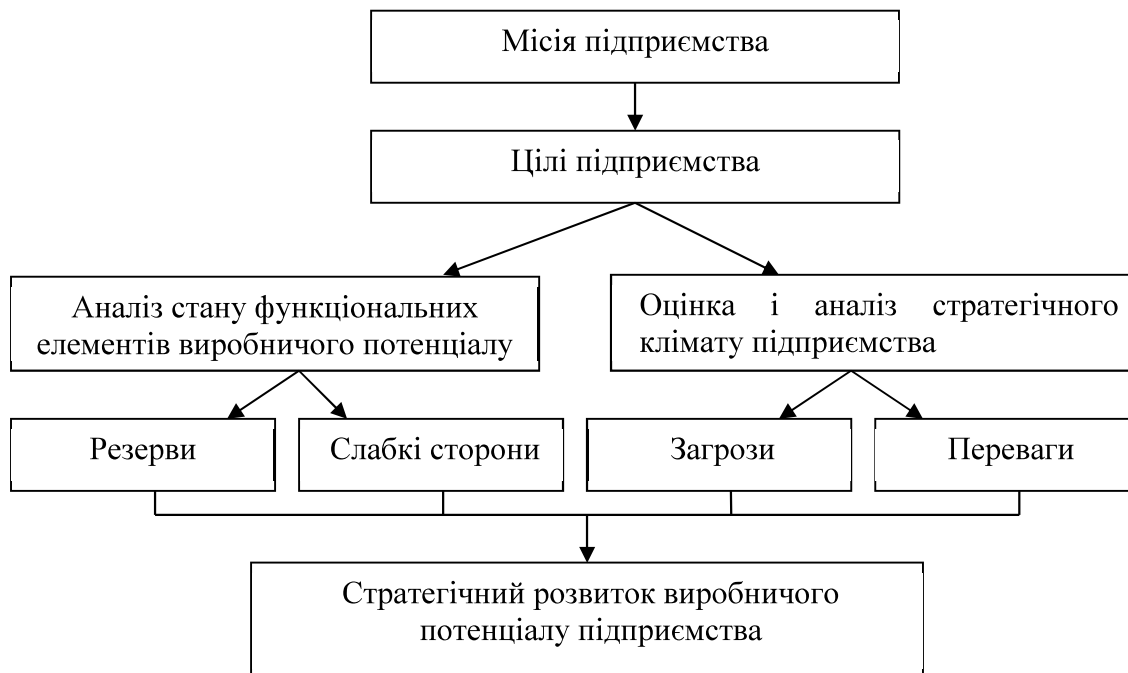 Місія підприємства
Цілі підприємства
Аналіз стану функціональних
елементів виробничого потенціалу
Оцінка і аналіз стратегічного
клімату підприємства
Резерви
Слабкі сторони
Загрози
Переваги
Стратегічний розвиток виробничого
потенціалу підприємства